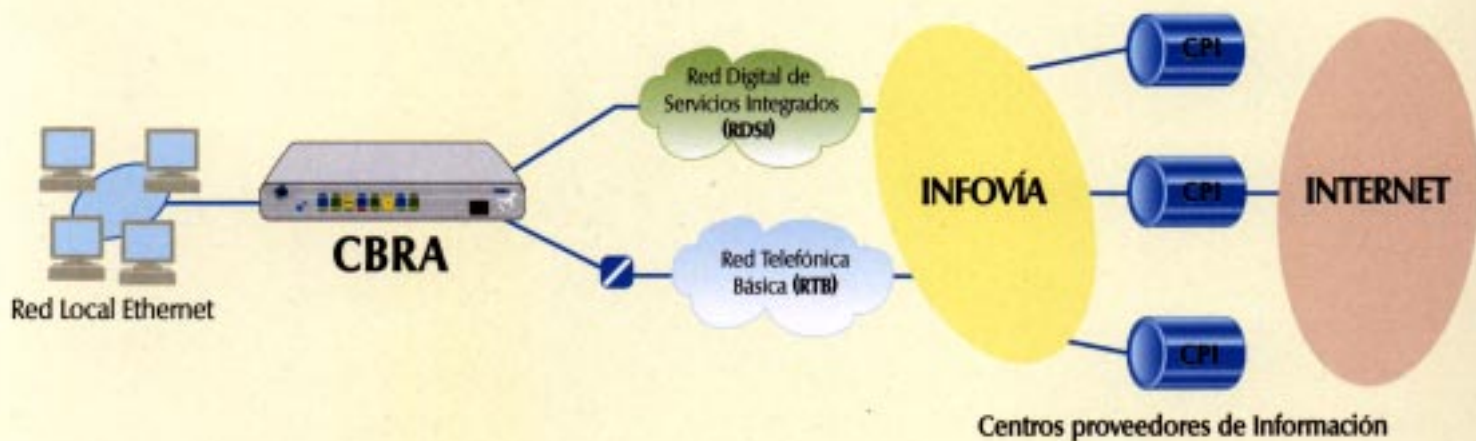 Red Local Ethernet
CBRA
Red Digital de
Servicios Integrados
(RDSI)
Red Telefónica
Básica (RTB)
INFOVÍA
CPI
CPI
CPI
INTERNET
Centros proveedores de Información